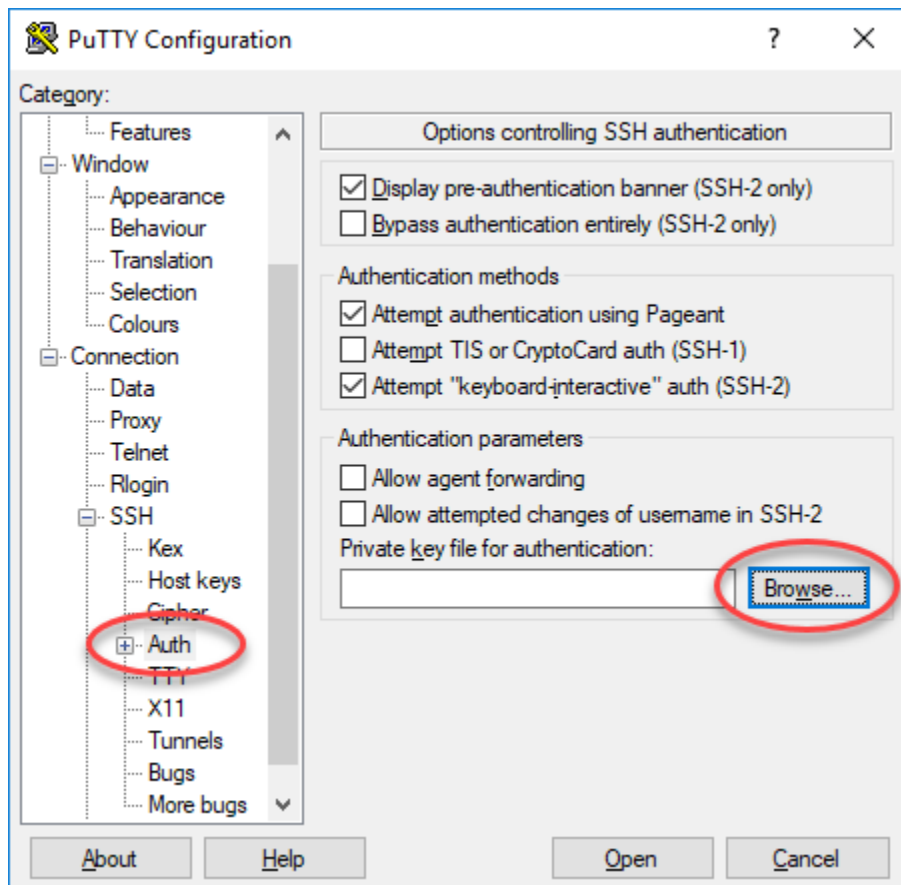 PuTTY Configuration
?
Category:
Features
Window
Appearance
Behaviour
Translation
Selection
Colours
Connection
Data
Proxy
Telnet
Rlogin
SSH
Kex
Host keys
Cipher
Auth
TTY
X11
Tunnels
Bugs
More bugs
Options controlling SSH authentication
Display pre-authentication banner (SSH-2 only)
Bypass authentication entirely (SSH-2 only)
Authentication methods
Attempt authentication using Pageant
Attempt TIS or CryptoCard auth (SSH-1)
Attempt "keyboard-interactive" auth (SSH-2)
Authentication parameters
Allow agent forwarding
Allow attempted changes of username in SSH-2
Private key file for authentication:
Browse...
About
Help
Open
Cancel